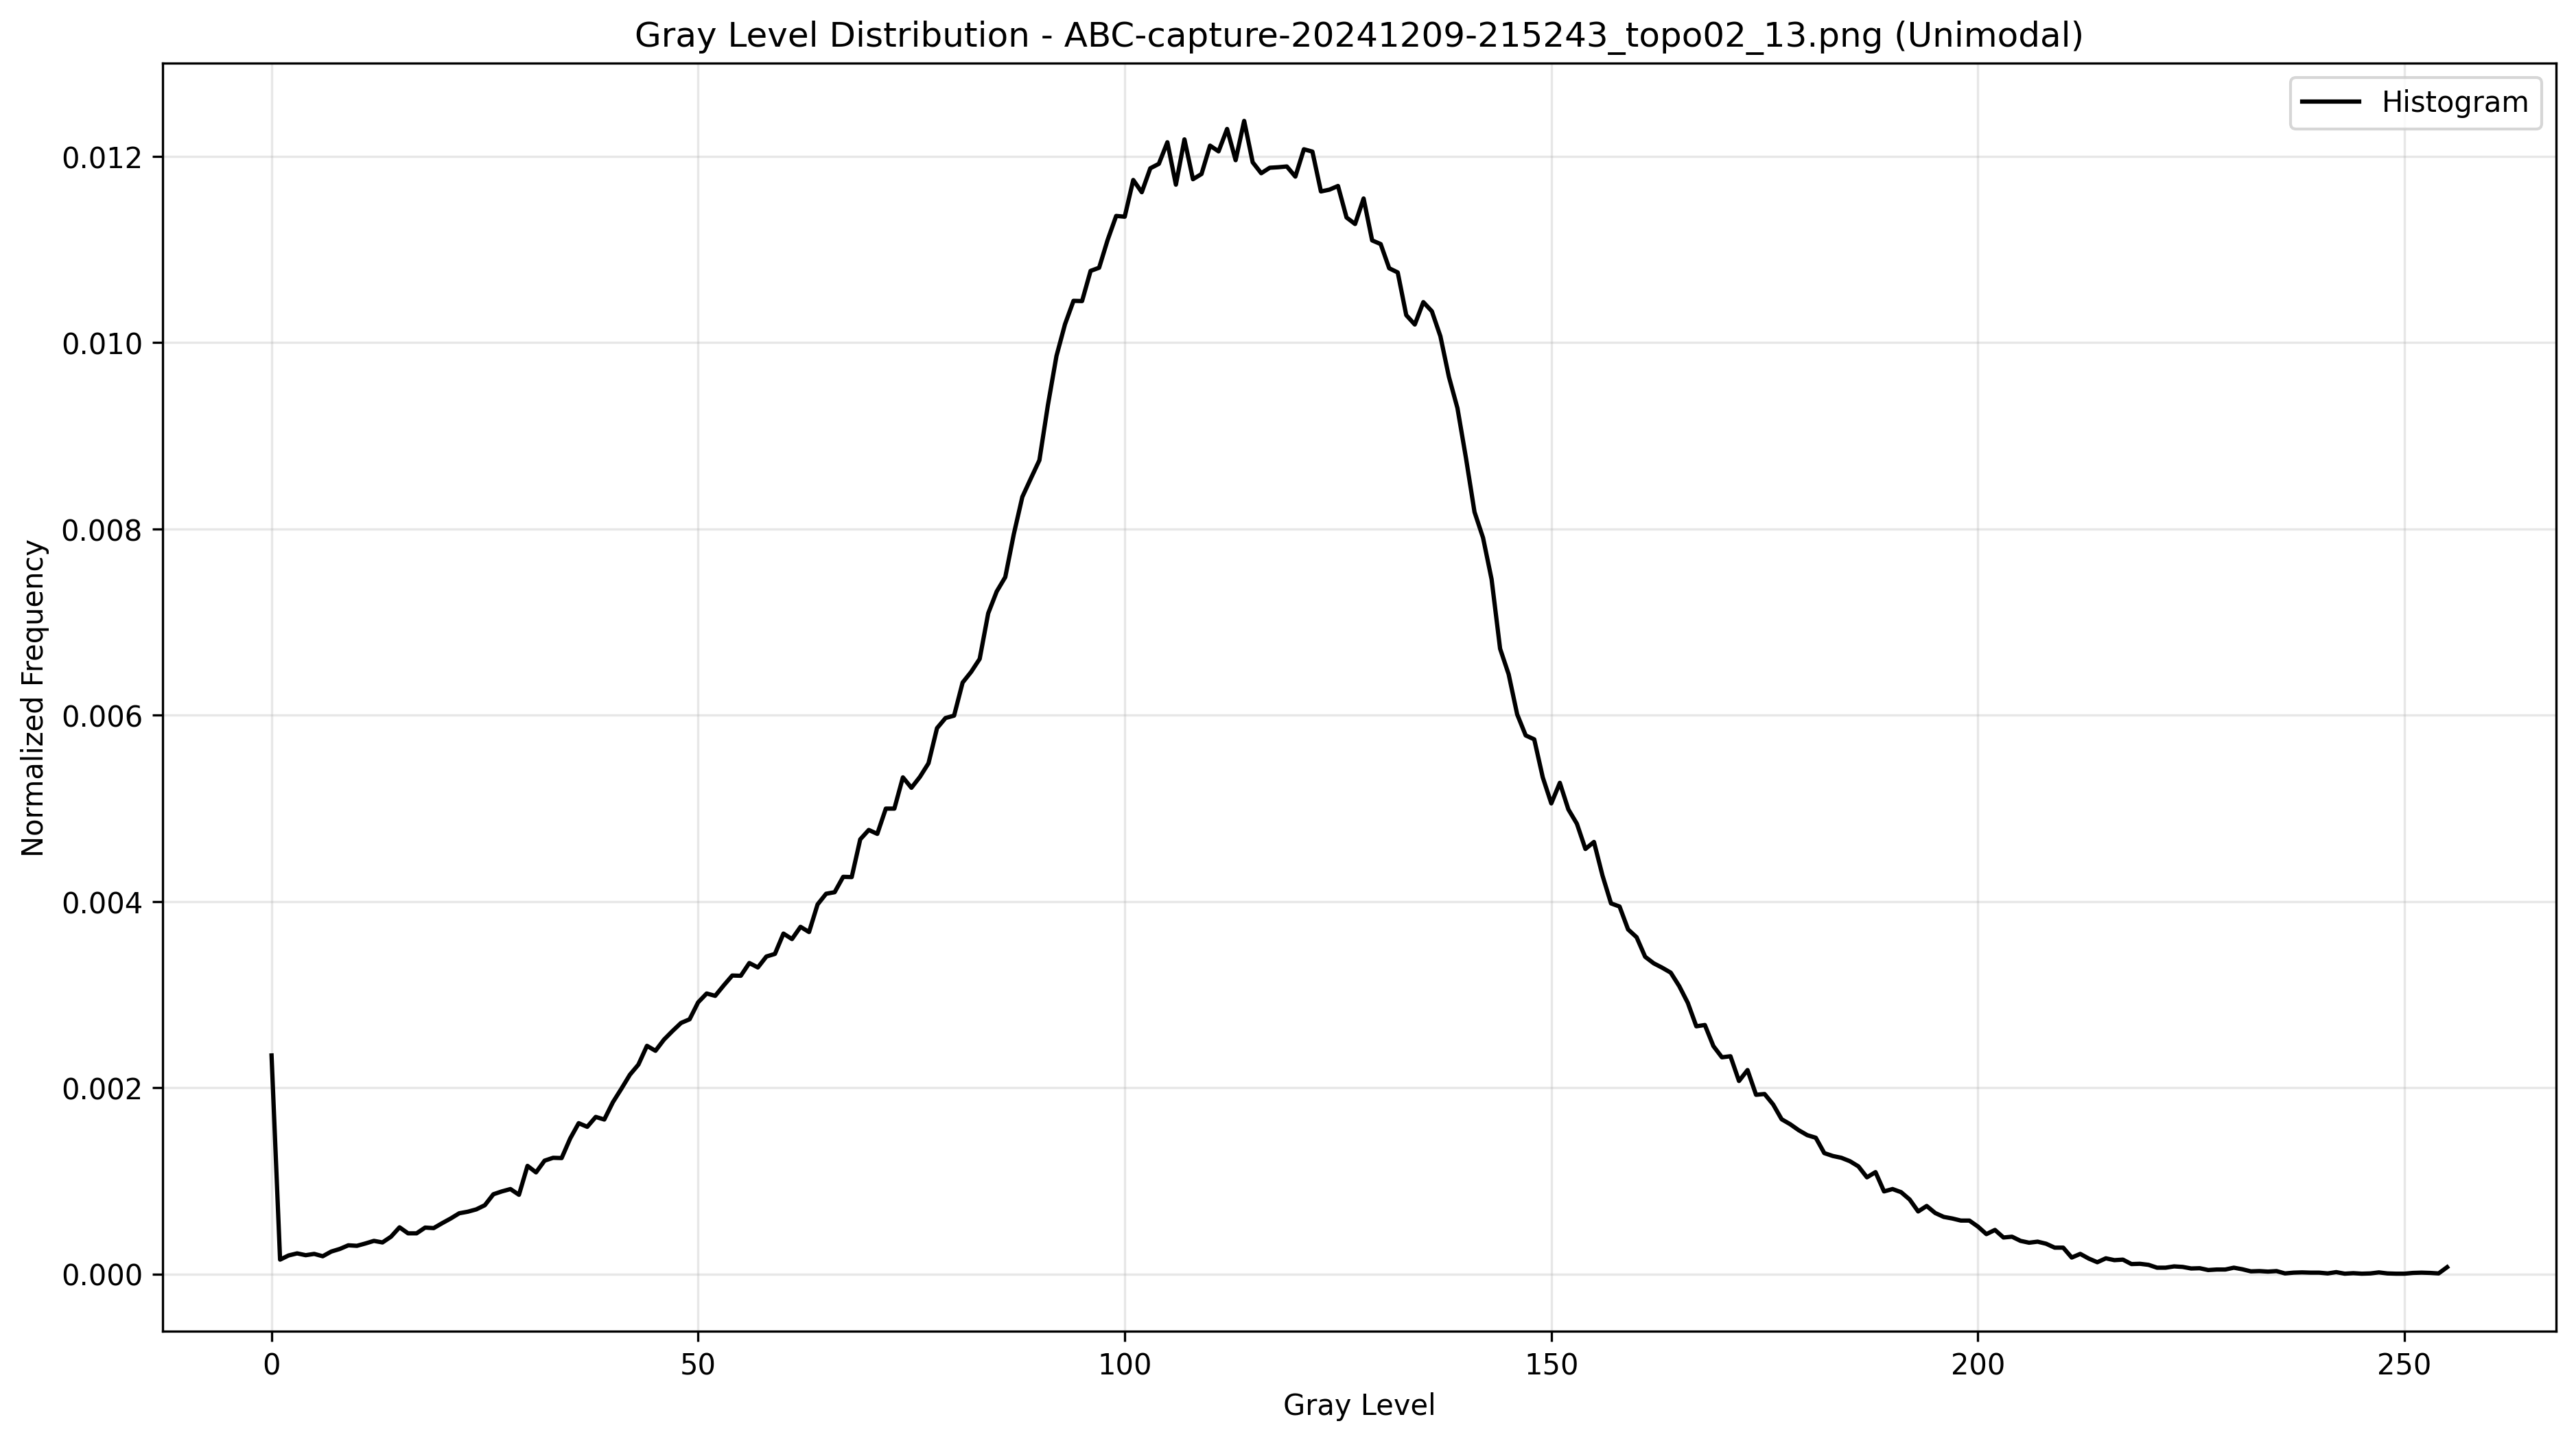 Gray Level Distribution - ABC-capture-20241209-215243_topo02_13.png (Unimodal)
Histogram
Normalized Frequency
0.012
0.010
0.008
0.006
0.004
0.002
0.000
0 50 100 150 200 250
Gray Level